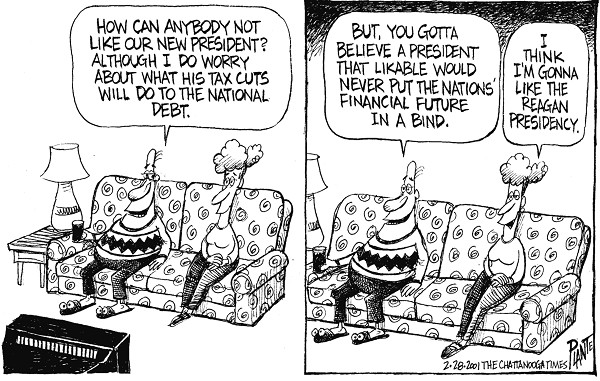 HOW CAN ANYBODY NOT
LIKE OUR NEW PRESIDENT?
ALTHOUGH I DO WORRY
ABOUT WHAT HIS TAX CUTS
WILL DO TO THE NATIONAL
DEBT.
BUT, YOU GOTTA
BELIEVE A PRESIDENT
THAT LIKABLE WOULD
NEVER PUT THE NATIONS'
FINANCIAL FUTURE
IN A BIND.
I
THINK
I'M GONNA
LIKE THE
REAGAN
PRESIDENCY.
2-28-2001 THE CHATTANOOGA TIMES
PLANTE